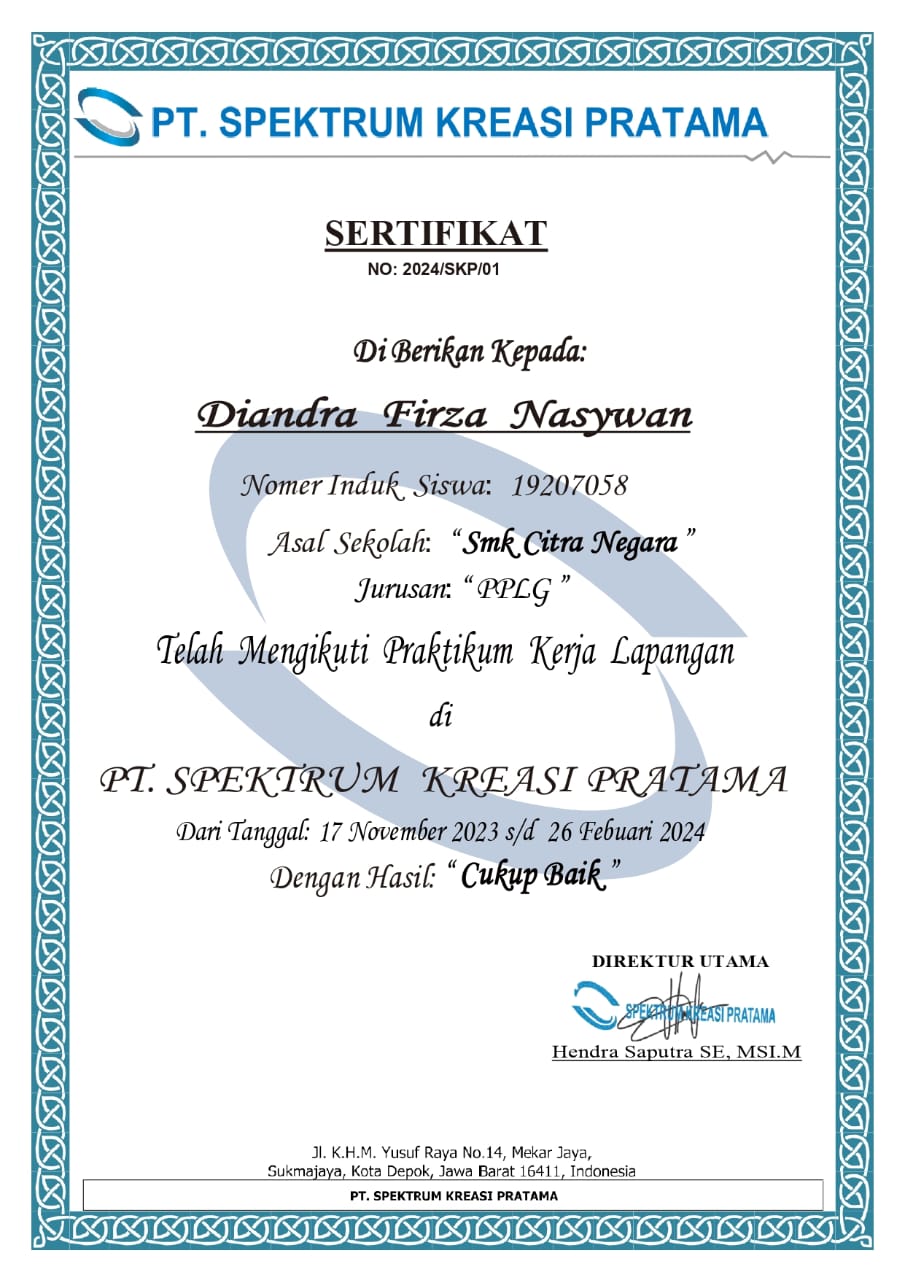 PT. SPEKTRUM KREASI PRATAMA
SERTIFIKAT
NO: 2024/SKP/01
Di Berikan Kepada:
Diandra Firza Nasywan
Nomer Induk Siswa: 19207058
Asal Sekolah: “Smk Citra Negara”
Jurusan: “PPLG”
Telah Mengikuti Praktikum Kerja Lapangan
di
PT. SPEKTRUM KREASI PRATAMA
Dari Tanggal: 17 November 2023 s/d 26 Febuari 2024
Dengan Hasil: “Cukup Baik”
DIREKTUR UTAMA
SPEKTRUM KREASI PRATAMA
Hendra Saputra SE, MSI.M
Jl. K.H.M. Yusuf Raya No.14, Mekar Jaya,
Sukmajaya, Kota Depok, Jawa Barat 16411, Indonesia
PT. SPEKTRUM KREASI PRATAMA